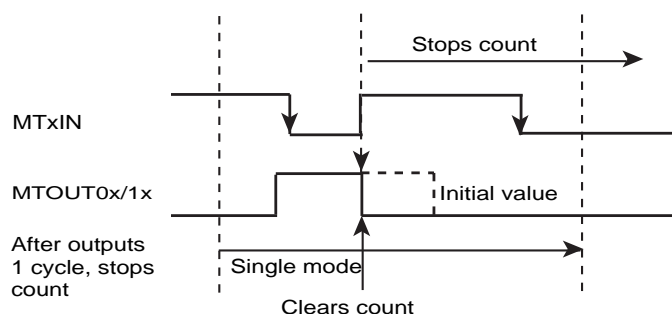 Stops count
MTxIN
MTOUT0x/1x
Initial value
After outputs
1 cycle, stops
count
Single mode
Clears count